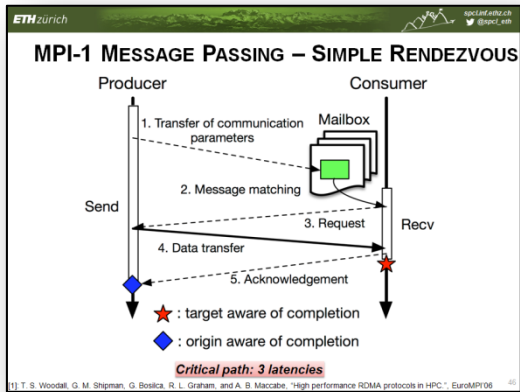 ETH zürich
spcl.inf.ethz.ch
@spcl_eth
MPI-1 MESSAGE PASSING – SIMPLE RENDEZVOUS
Producer
Consumer
1. Transfer of communication
parameters
Mailbox
2. Message matching
3. Request
Send
Recv
4. Data transfer
5. Acknowledgement
: target aware of completion
: origin aware of completion
Critical path: 3 latencies
[1]: T. S. Woodall, G. M. Shipman, G. Bosilca, R. L. Graham, and A. B. Maccabe, "High performance RDMA protocols in HPC.", EuroMPI'06
46